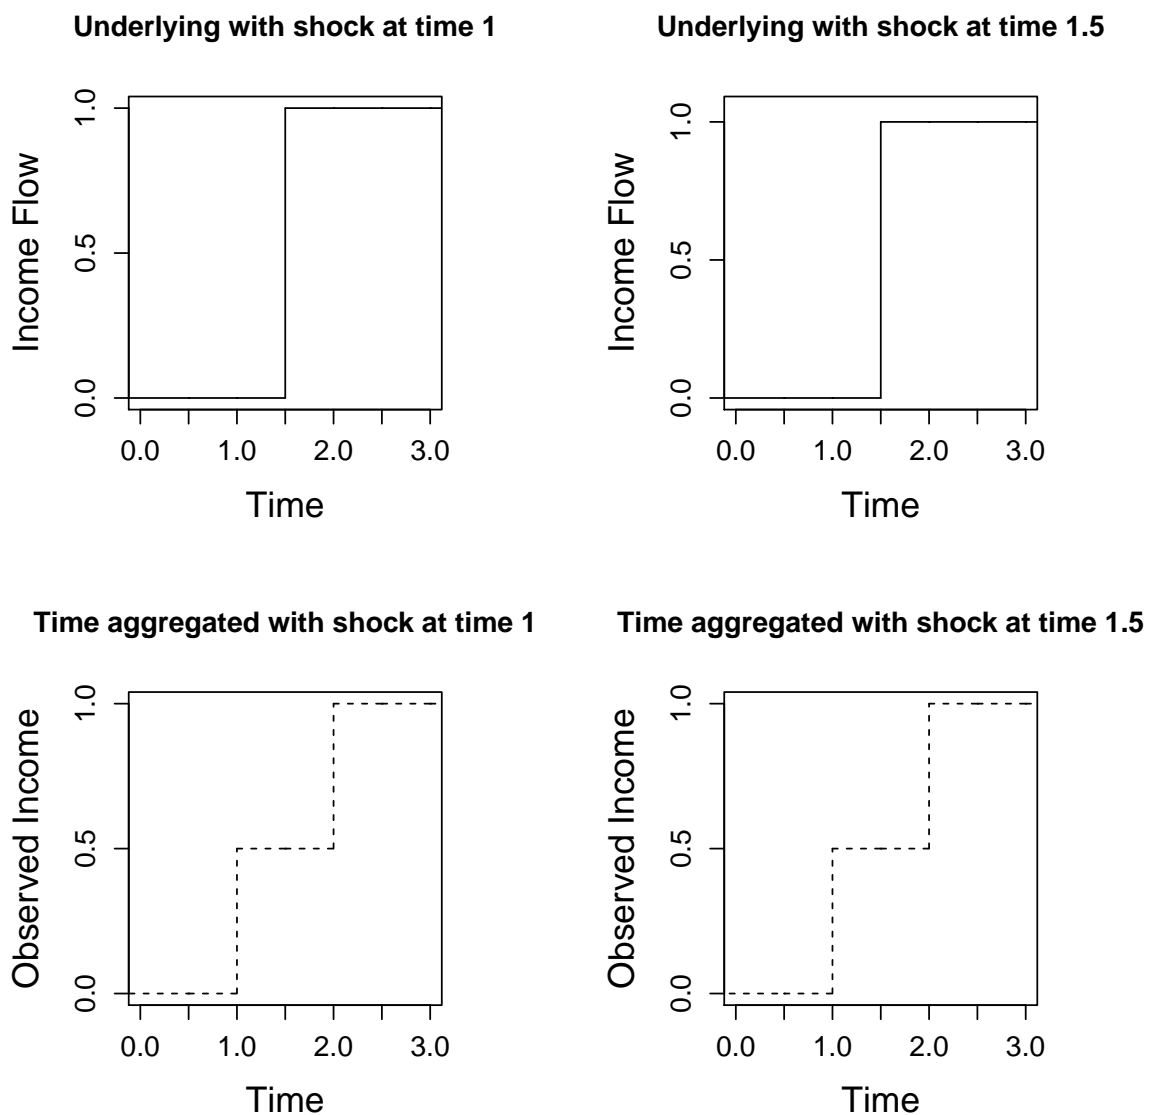 Underlying with shock at time 1
1.0
0.5
0.0
Income Flow
0.0 1.0 2.0 3.0
Time
Underlying with shock at time 1.5
1.0
0.5
0.0
Income Flow
0.0 1.0 2.0 3.0
Time
Time aggregated with shock at time 1
1.0
0.5
0.0
Observed Income
0.0 1.0 2.0 3.0
Time
Time aggregated with shock at time 1.5
1.0
0.5
0.0
Observed Income
0.0 1.0 2.0 3.0
Time